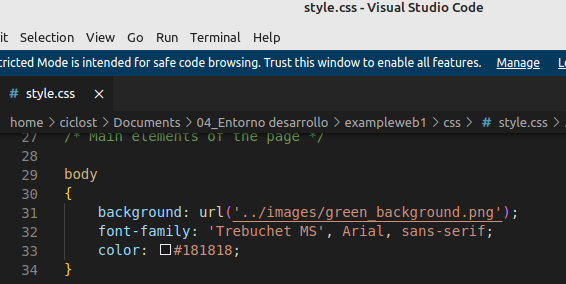 style.css - Visual Studio Code
it Selection View Go Run Terminal Help
tricted Mode is intended for safe code browsing. Trust this window to enable all features. Manage Le
# style.css ×
home > ciclost > Documents > 04_Entorno desarrollo > exampleweb1 > css > # style.css > .
27 /* Main elements of the page */
28
29 body
30 {
31 background: url('../images/green_background.png');
32 font-family: 'Trebuchet MS', Arial, sans-serif;
33 color: #181818;
34 }